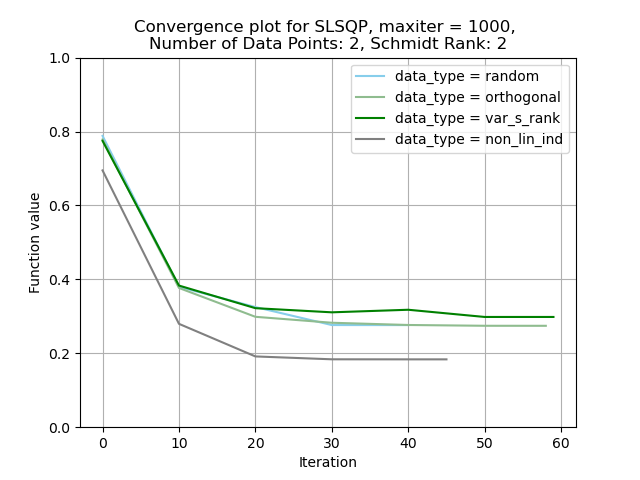 Convergence plot for SLSQP, maxiter = 1000,
Number of Data Points: 2, Schmidt Rank: 2
data_type = random
data_type = orthogonal
data_type = var_s_rank
data_type = non_lin_ind
Function value
1.0
0.8
0.6
0.4
0.2
0.0
0 10 20 30 40 50 60
Iteration